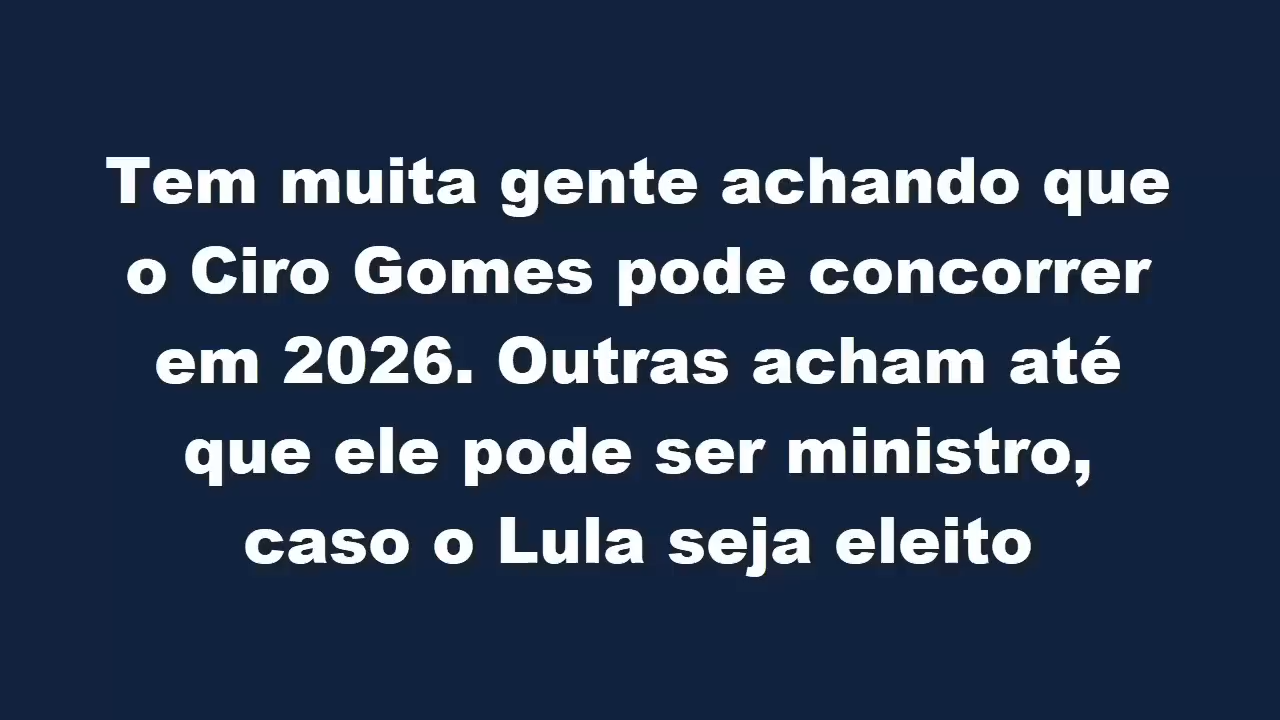 Tem muita gente achando que
o Ciro Gomes pode concorrer
em 2026. Outras acham até
que ele pode ser ministro,
caso o Lula seja eleito